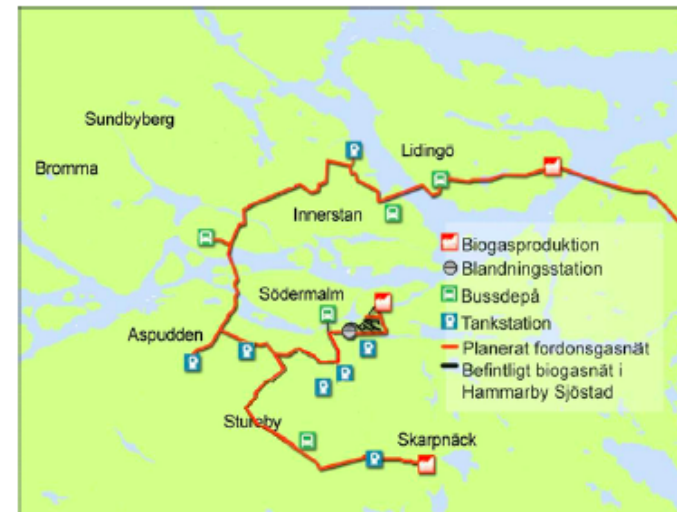 Sundbyberg
Lidingö
Bromma
Innerstan
Biogasproduktion
Blandningsstation
Södermalm
Bussdepå
Tankstation
Aspudden
Planerat fordonsgasnät
Befintligt biogasnät i
Hammarby Sjöstad
Stureby
Skarpnäck